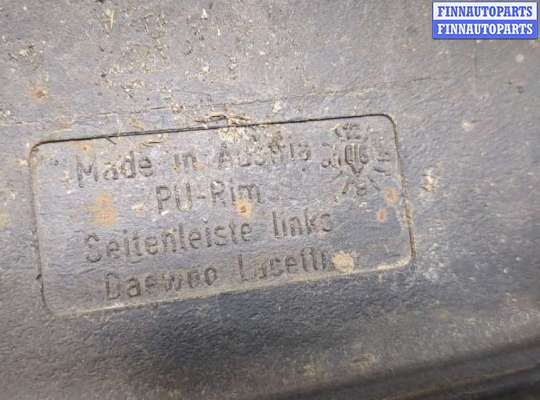 FINNAUTOPARTS
FINNAUTOPARTS
Made in Austria
PU-Rim
Seitenleiste links
Daewoo Lacetti